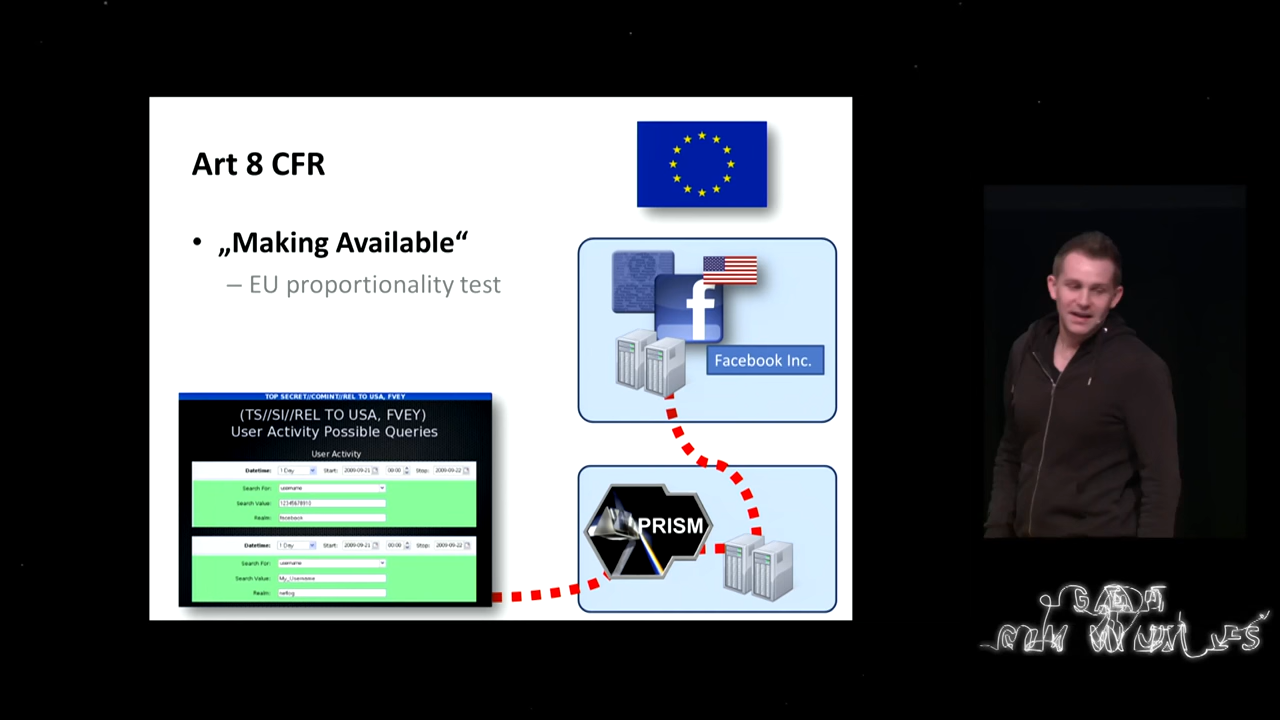 Art 8 CFR
• „Making Available“
– EU proportionality test
f
Facebook Inc.
PRISM
TOP SECRET//COMINT//REL TO USA, FVEY
(TS//SI//REL TO USA, FVEY)
User Activity Possible Queries
User Activity
Datetime: 1 Day Start: 2009-09-21 00:00 Stop: 2009-09-22
Search For: username
Search Value: 12345678910
Realm: facebook
Datetime: 1 Day Start: 2009-09-21 00:00 Stop: 2009-09-22
Search For: username
Search Value: My_Username
Realm: netlog